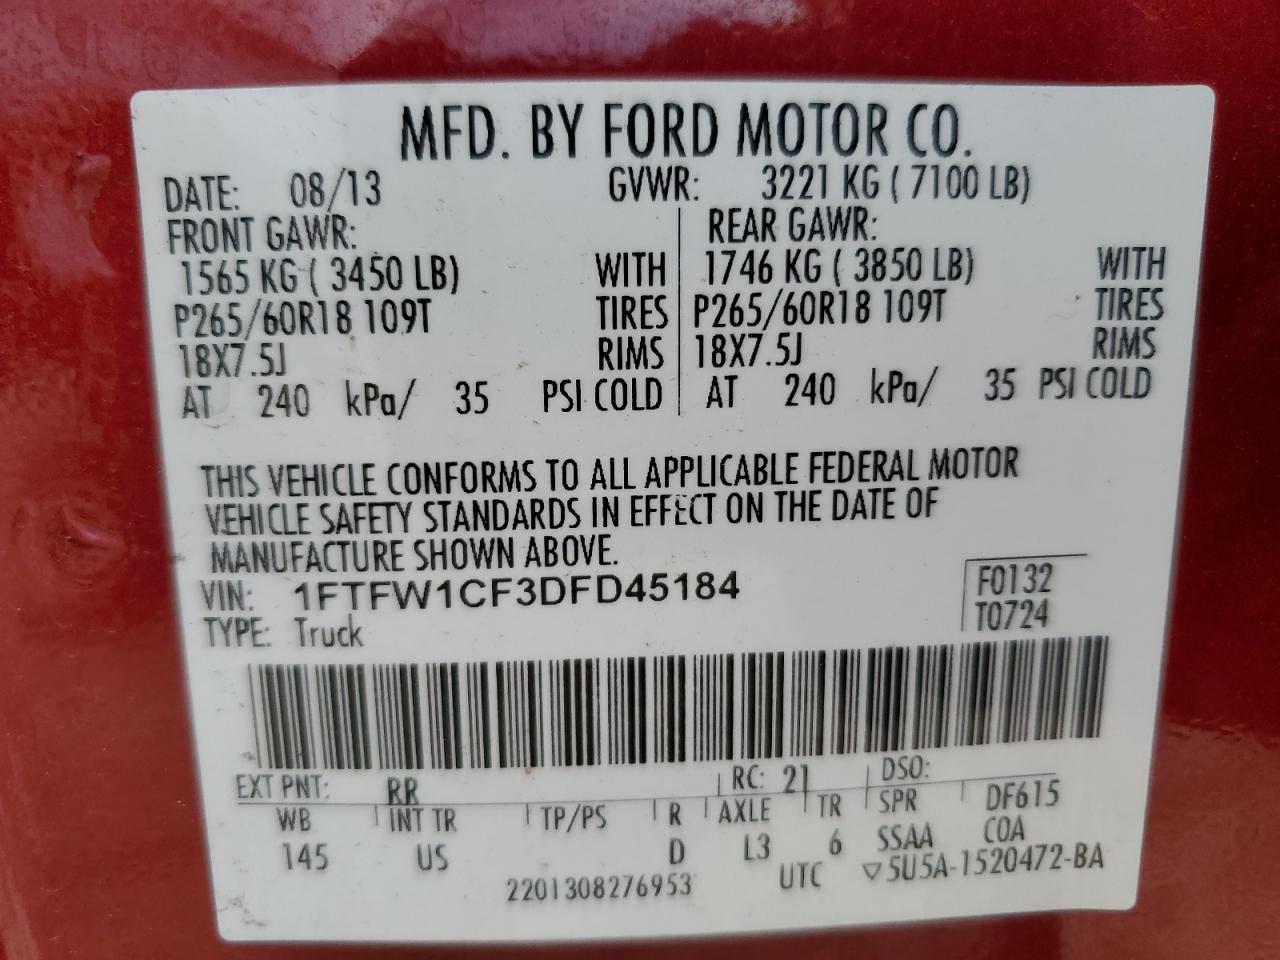 MFD. BY FORD MOTOR CO.
DATE: 08/13 GVWR: 3221 KG ( 7100 LB)
FRONT GAWR: REAR GAWR:
1565 KG ( 3450 LB) WITH 1746 KG ( 3850 LB) WITH
P265/60R18 109T TIRES P265/60R18 109T TIRES
18X7.5J RIMS 18X7.5J RIMS
AT 240 kPa/ 35 PSI COLD AT 240 kPa/ 35 PSI COLD
THIS VEHICLE CONFORMS TO ALL APPLICABLE FEDERAL MOTOR
VEHICLE SAFETY STANDARDS IN EFFECT ON THE DATE OF
MANUFACTURE SHOWN ABOVE.
VIN: 1FTFW1CF3DFD45184 F0132
TYPE: Truck T0724
EXT PNT: RR RC: 21 DSO:
WB INT TR TP/PS R AXLE TR SPR DF615
145 US D L3 6 SSAA COA
2201308276953 UTC ▽5U5A-1520472-BA